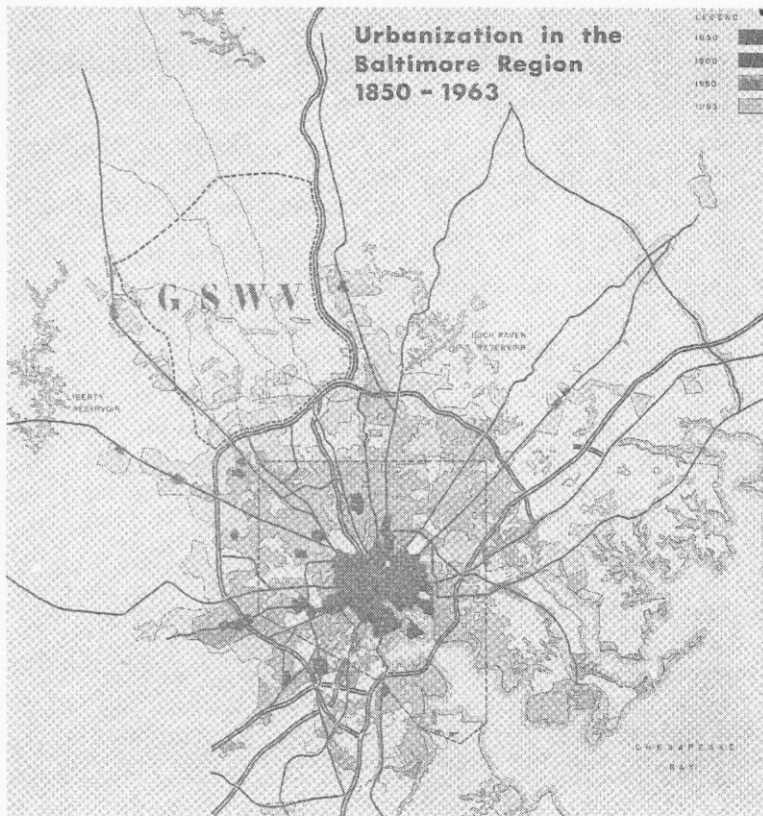 Urbanization in the
Baltimore Region
1850 - 1963
LEGEND
1850
1900
1950
1963
G S W V
LOCH RAVEN
RESERVOIR
LIBERTY
RESERVOIR
CHESAPEAKE
BAY